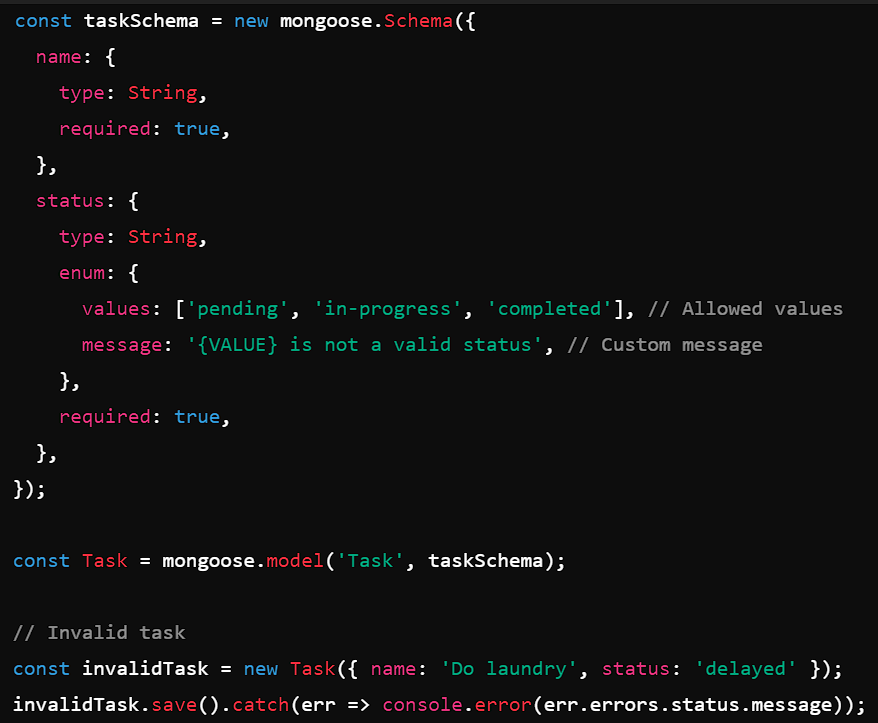 const taskSchema = new mongoose.Schema({
  name: {
    type: String,
    required: true,
  },
  status: {
    type: String,
    enum: {
      values: ['pending', 'in-progress', 'completed'], // Allowed values
      message: '{VALUE} is not a valid status', // Custom message
    },
    required: true,
  },
});

const Task = mongoose.model('Task', taskSchema);

// Invalid task
const invalidTask = new Task({ name: 'Do laundry', status: 'delayed' });
invalidTask.save().catch(err => console.error(err.errors.status.message));